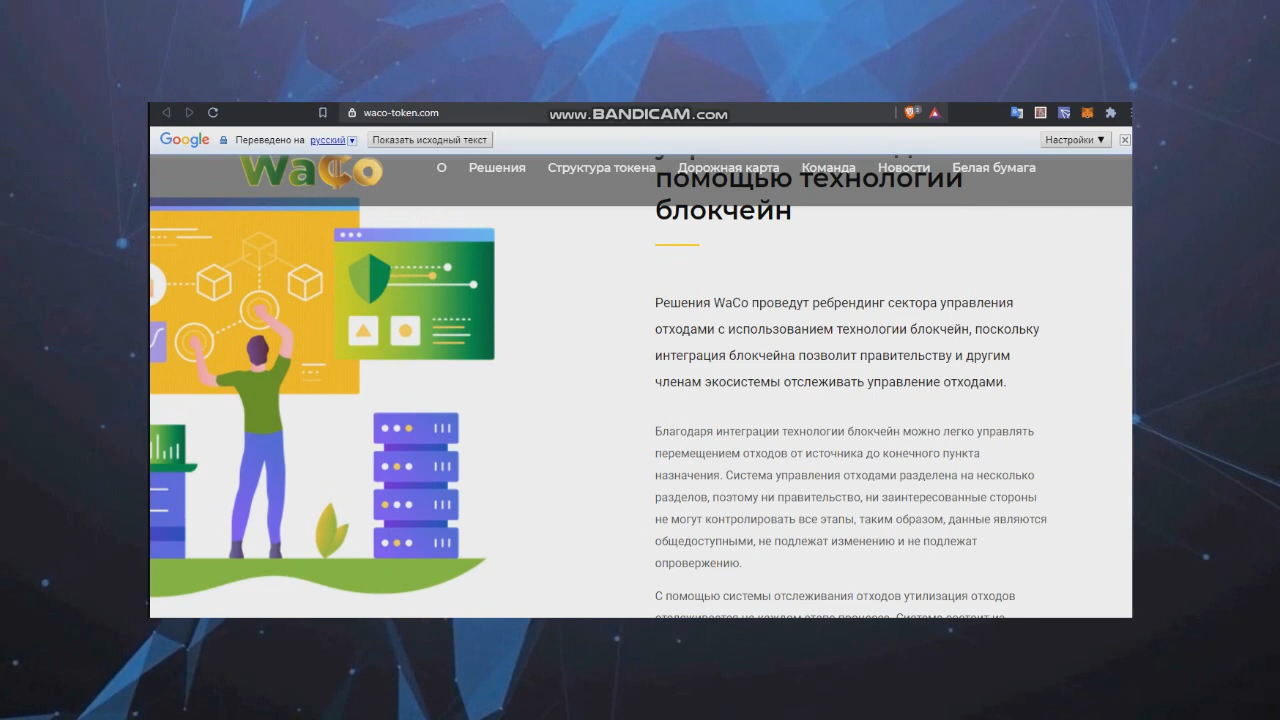 waco-token.com
www.BANDICAM.com
Google
Переведено на
русский
Показать исходный текст
Настройки ▼
WaCo
О
Решения
Структура токена
Дорожная карта
Команда
Новости
Белая бумага
помощью технологии
блокчейн
Решения WaCo проведут ребрендинг сектора управления
отходами с использованием технологии блокчейн, поскольку
интеграция блокчейна позволит правительству и другим
членам экосистемы отслеживать управление отходами.
Благодаря интеграции технологии блокчейн можно легко управлять
перемещением отходов от источника до конечного пункта
назначения. Система управления отходами разделена на несколько
разделов, поэтому ни правительство, ни заинтересованные стороны
не могут контролировать все этапы, таким образом, данные являются
общедоступными, не подлежат изменению и не подлежат
опровержению.
С помощью системы отслеживания отходов утилизация отходов